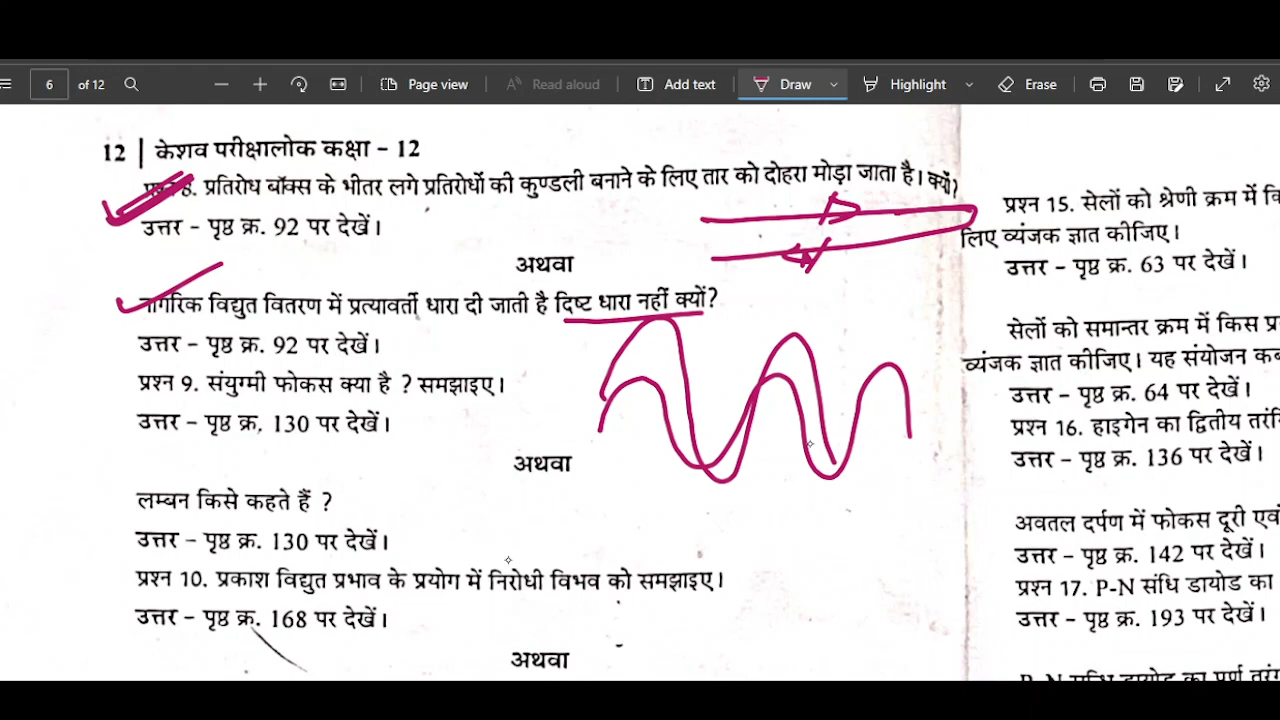 6 of 12 Page view Read aloud Add text Draw Highlight Erase
12 | केशव परीक्षालोक कक्षा - 12
8. प्रतिरोध बॉक्स के भीतर लगे प्रतिरोधों की कुण्डली बनाने के लिए तार को दोहरा मोड़ा जाता है। क्यों?
उत्तर - पृष्ठ क्र. 92 पर देखें।
अथवा
नागरिक विद्युत वितरण में प्रत्यावर्ती धारा दी जाती है दिष्ट धारा नहीं क्यों?
उत्तर - पृष्ठ क्र. 92 पर देखें।
प्रश्न 9. संयुग्मी फोकस क्या है ? समझाइए।
उत्तर - पृष्ठ क्र. 130 पर देखें।
अथवा
लम्बन किसे कहते हैं ?
उत्तर - पृष्ठ क्र. 130 पर देखें।
प्रश्न 10. प्रकाश विद्युत प्रभाव के प्रयोग में निरोधी विभव को समझाइए।
उत्तर - पृष्ठ क्र. 168 पर देखें।
अथवा
प्रश्न 15. सेलों को श्रेणी क्रम में
लिए व्यंजक ज्ञात कीजिए।
उत्तर - पृष्ठ क्र. 63 पर देखें।
सेलों को समान्तर क्रम में किस
व्यंजक ज्ञात कीजिए। यह संयोजन
उत्तर - पृष्ठ क्र. 64 पर देखें।
प्रश्न 16. हाइगेन का द्वितीय
उत्तर - पृष्ठ क्र. 136 पर देखें।
अवतल दर्पण में फोकस दूरी
उत्तर - पृष्ठ क्र. 142 पर देखें।
प्रश्न 17. P-N संधि डायोड का
उत्तर - पृष्ठ क्र. 193 पर देखें।